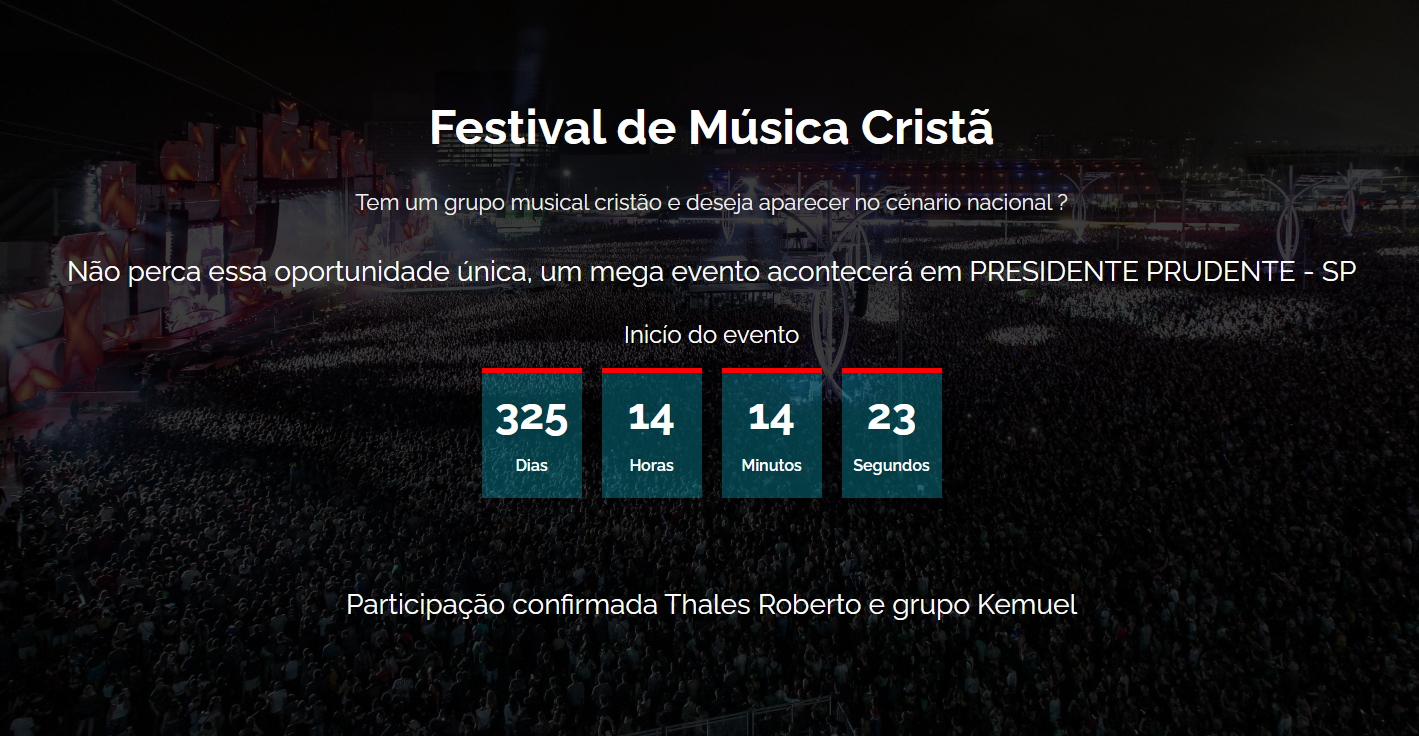 Festival de Música Cristã
Tem um grupo musical cristão e deseja aparecer no cénario nacional ?
Não perca essa oportunidade única, um mega evento acontecerá em PRESIDENTE PRUDENTE - SP
Inicío do evento
325 14 14 23
Dias Horas Minutos Segundos
Participação confirmada Thales Roberto e grupo Kemuel